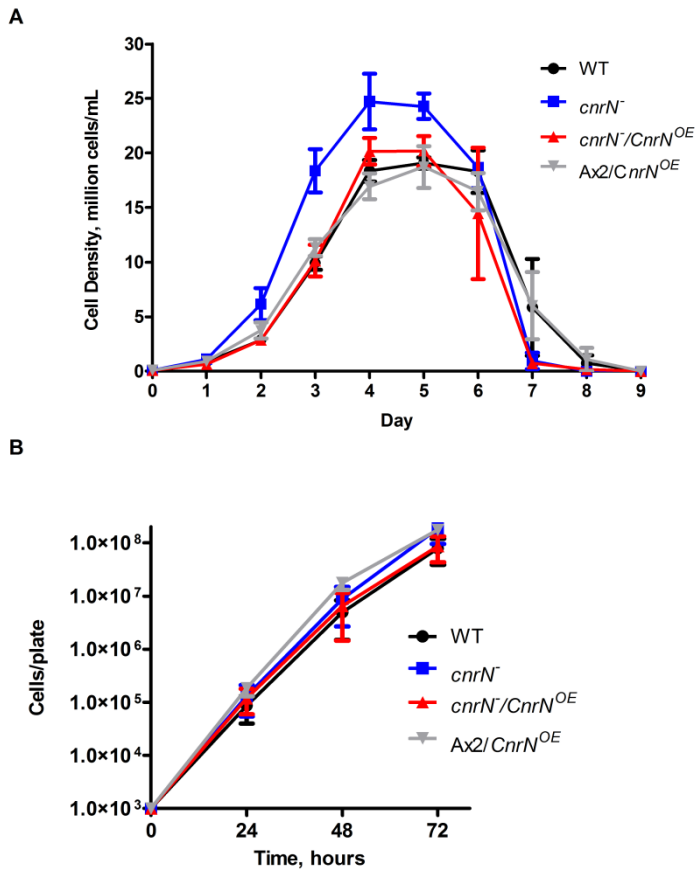 A
Cell Density, million cells/mL
30
25
20
15
10
5
0
0 1 2 3 4 5 6 7 8 9
Day
WT
cnrN⁻
cnrN⁻/CnrN^OE
Ax2/CnrN^OE
B
Cells/plate
1.0×10⁸
1.0×10⁷
1.0×10⁶
1.0×10⁵
1.0×10⁴
1.0×10³
0 24 48 72
Time, hours
WT
cnrN⁻
cnrN⁻/CnrN^OE
Ax2/CnrN^OE